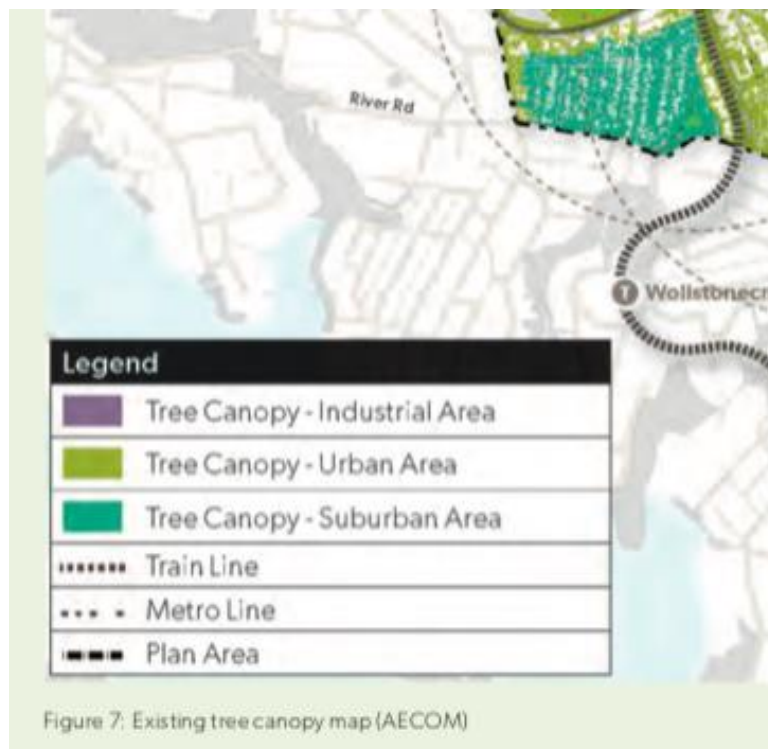 River Rd
T
Legend
Tree Canopy - Industrial Area
Tree Canopy - Urban Area
Tree Canopy - Suburban Area
Train Line
Metro Line
Plan Area
Figure 7: Existing tree canopy map (AECOM)